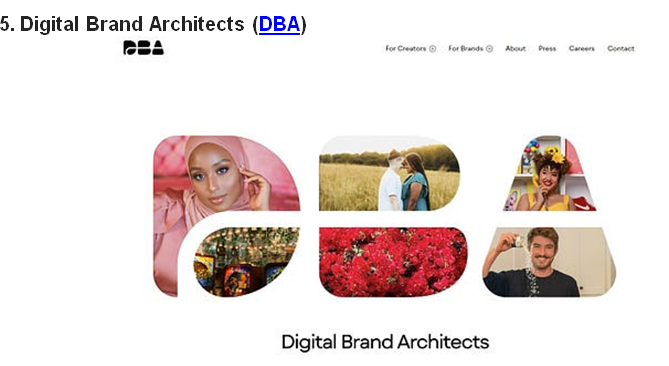 5. Digital Brand Architects (DBA)
DBA
For Creators
For Brands
About
Press
Careers
Contact
Digital Brand Architects